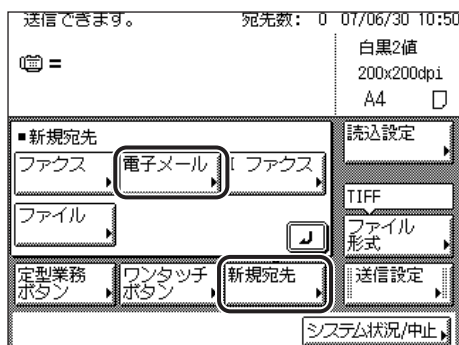 送信できます。 宛先数: 0 07/06/30 10:50
=
白黒2値
200x200dpi
A4
■新規宛先
ファクス 電子メール I ファクス
ファイル
読込設定
TIFF
ファイル
形式
定型業務
ボタン
ワンタッチ
ボタン
新規宛先
送信設定
システム状況/中止